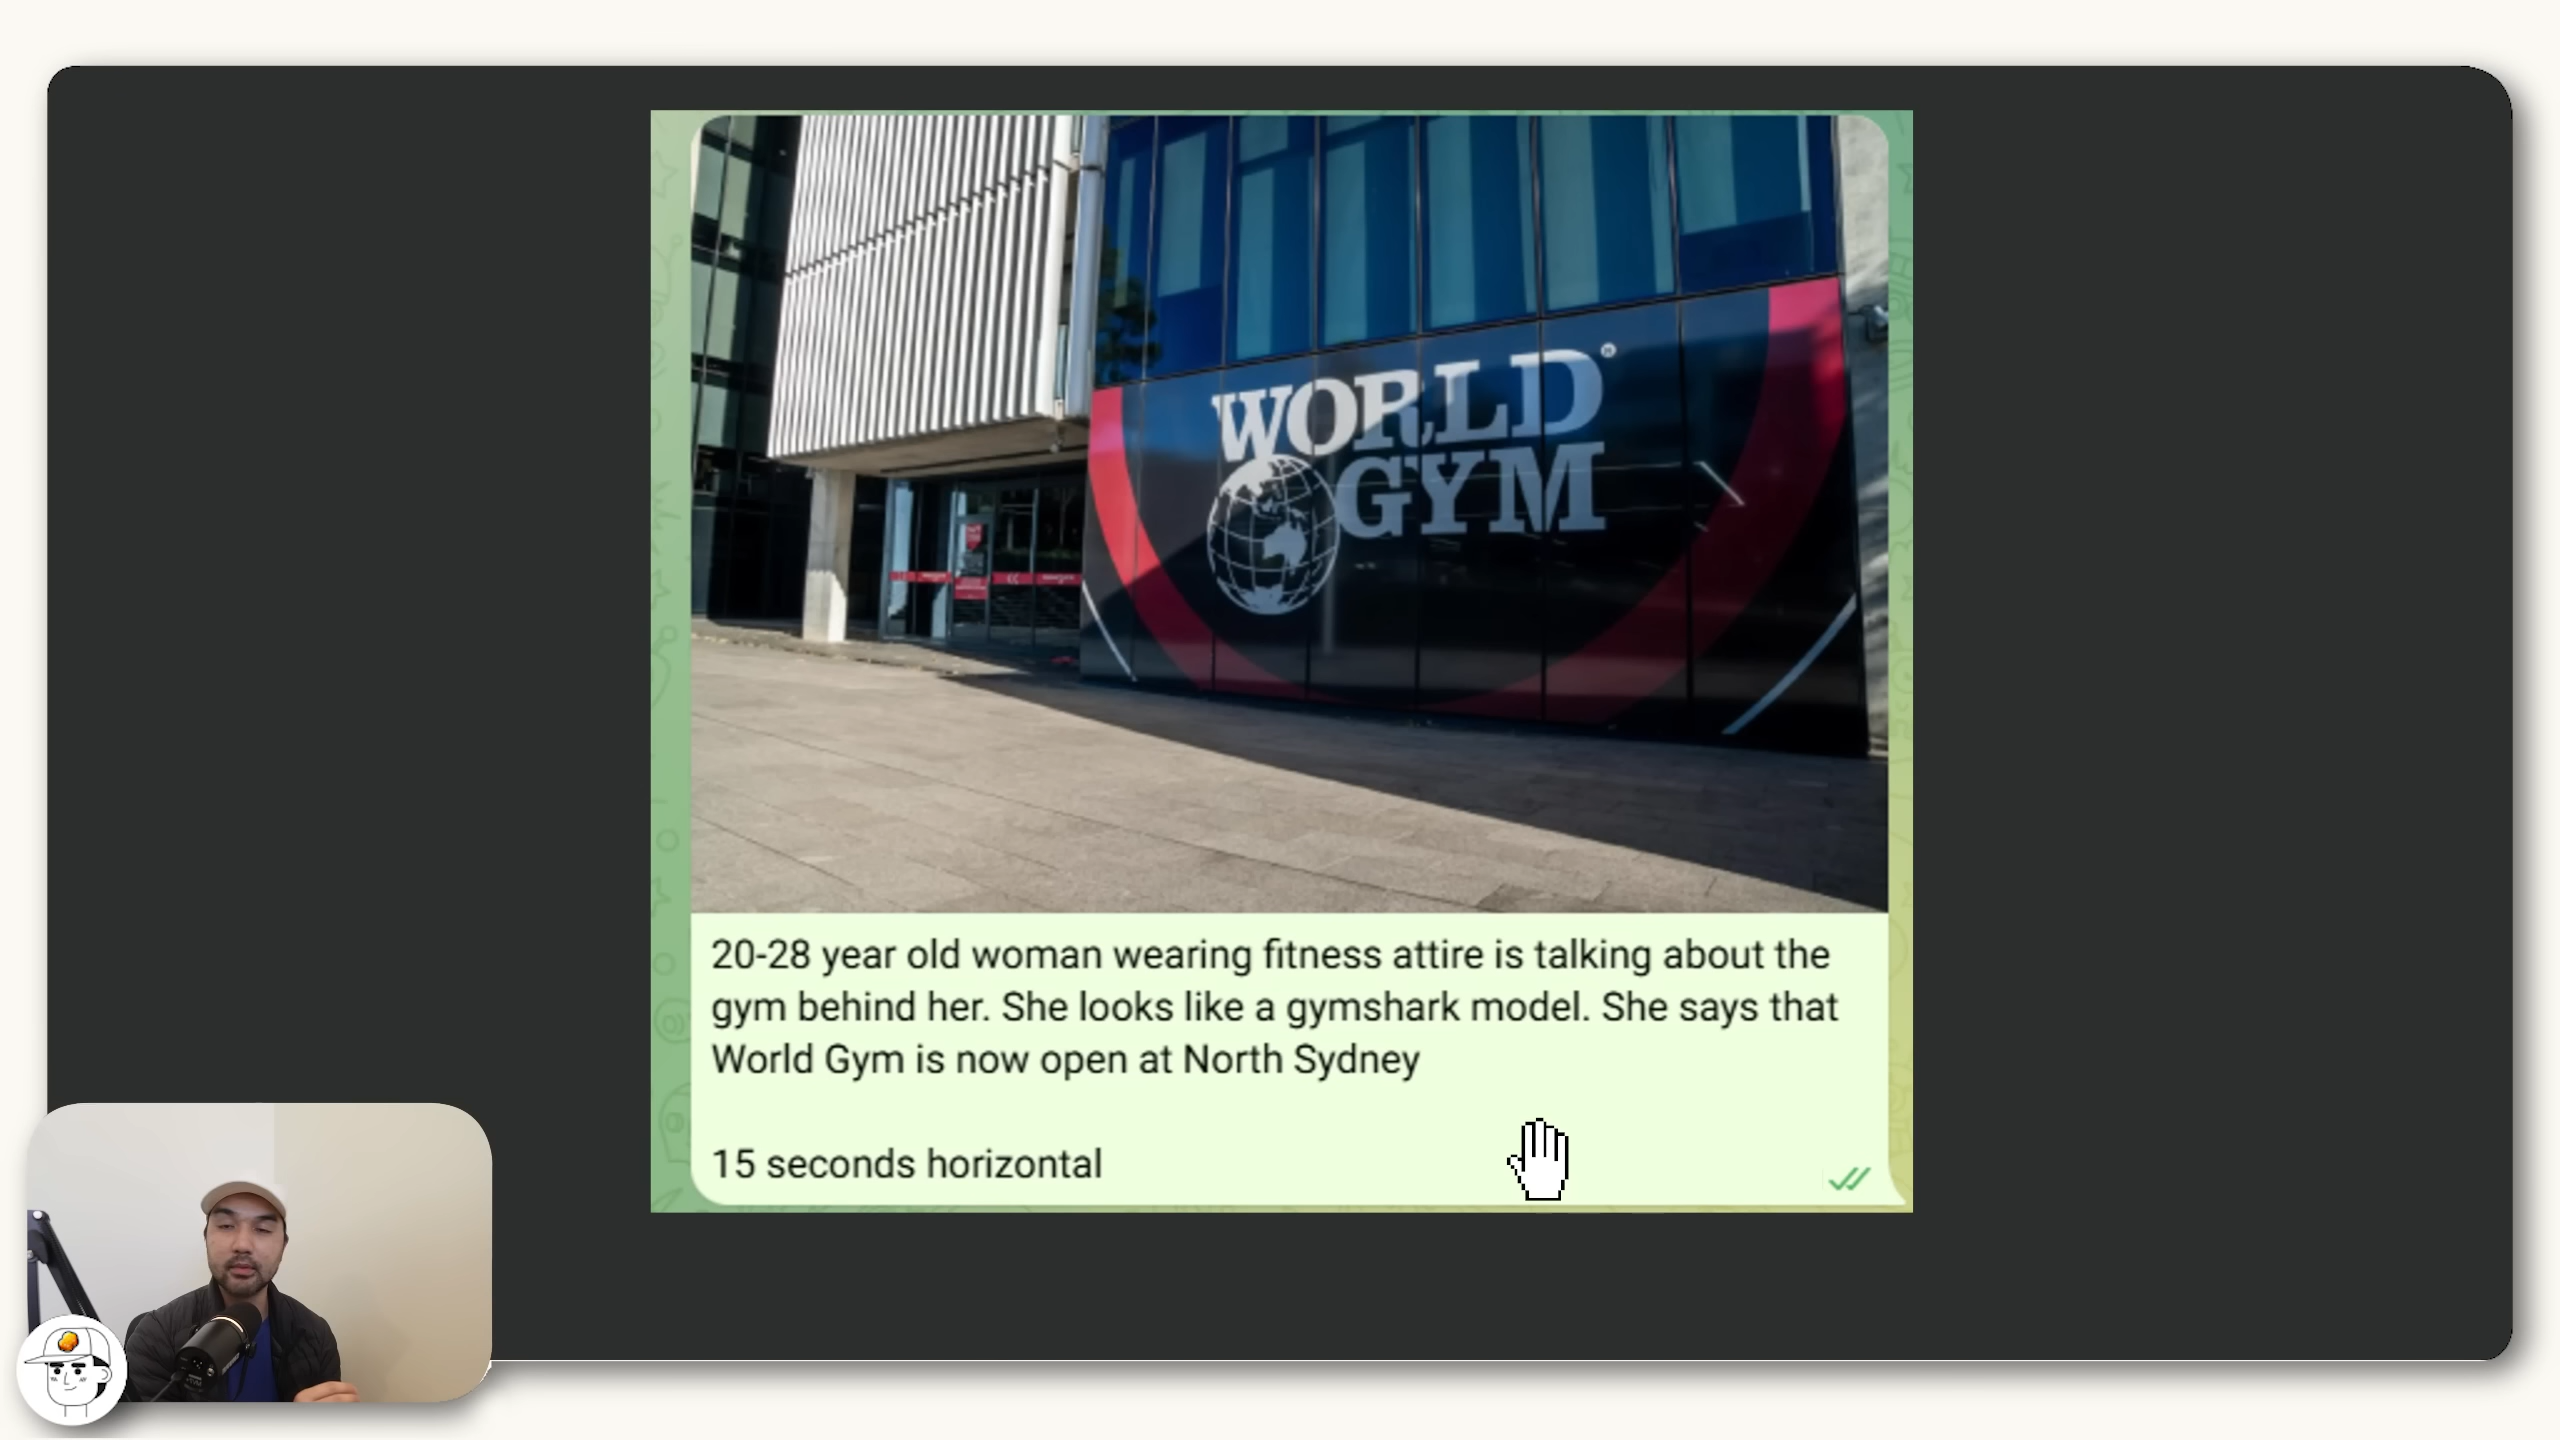 WORLD
GYM
20-28 year old woman wearing fitness attire is talking about the
gym behind her. She looks like a gymshark model. She says that
World Gym is now open at North Sydney
15 seconds horizontal